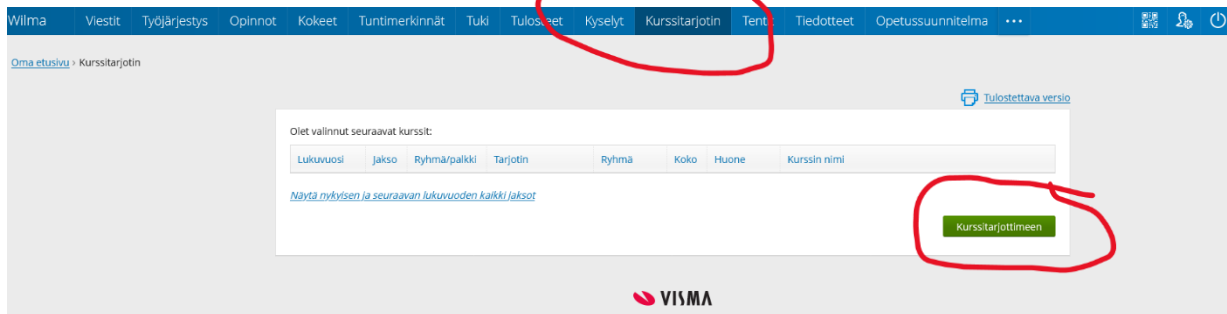 Wilma Viestit Työjärjestys Opinnot Kokeet Tuntimerkinnät Tuki Tulosteet Kyselyt Kurssitarjotin Tentit Tiedotteet Opetussuunnitelma •••
Oma etusivu › Kurssitarjotin
Tulostettava versio
Olet valinnut seuraavat kurssit:
Lukuvuosi Jakso Ryhmä/palkki Tarjotin Ryhmä Koko Huone Kurssin nimi
Näytä nykyisen ja seuraavan lukuvuoden kaikki jaksot
Kurssitarjottimeen
VISMA